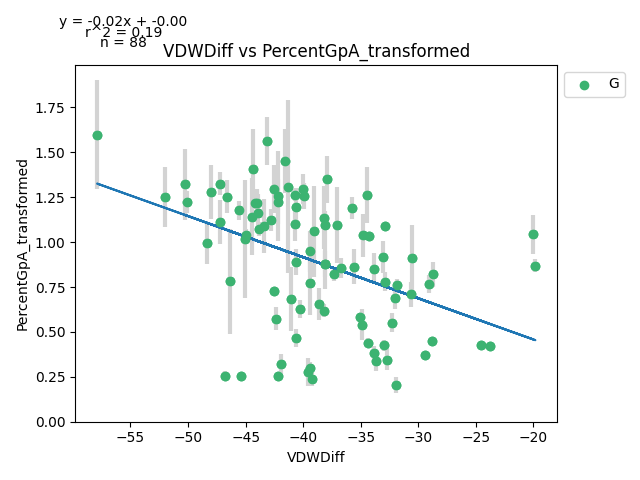 y = -0.02x + -0.00
r^2 = 0.19
n = 88
VDWDiff vs PercentGpA_transformed
G
PercentGpA_transformed
1.75
1.50
1.25
1.00
0.75
0.50
0.25
0.00
−55
−50
−45
−40
−35
−30
−25
−20
VDWDiff